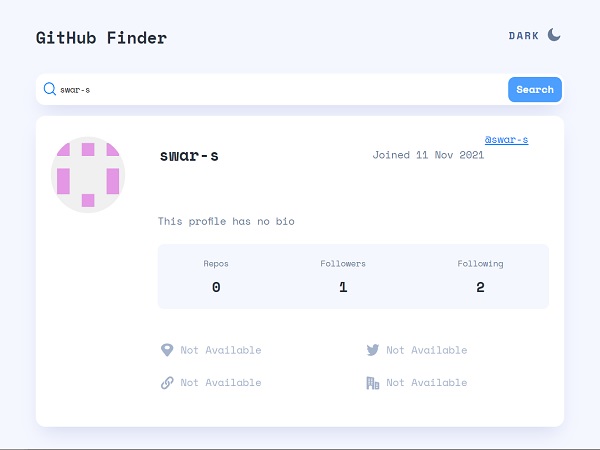 GitHub Finder
DARK
swar-s
Search
swar-s
@swar-s
Joined 11 Nov 2021
This profile has no bio
Repos
Followers
Following
0
1
2
Not Available
Not Available
Not Available
Not Available